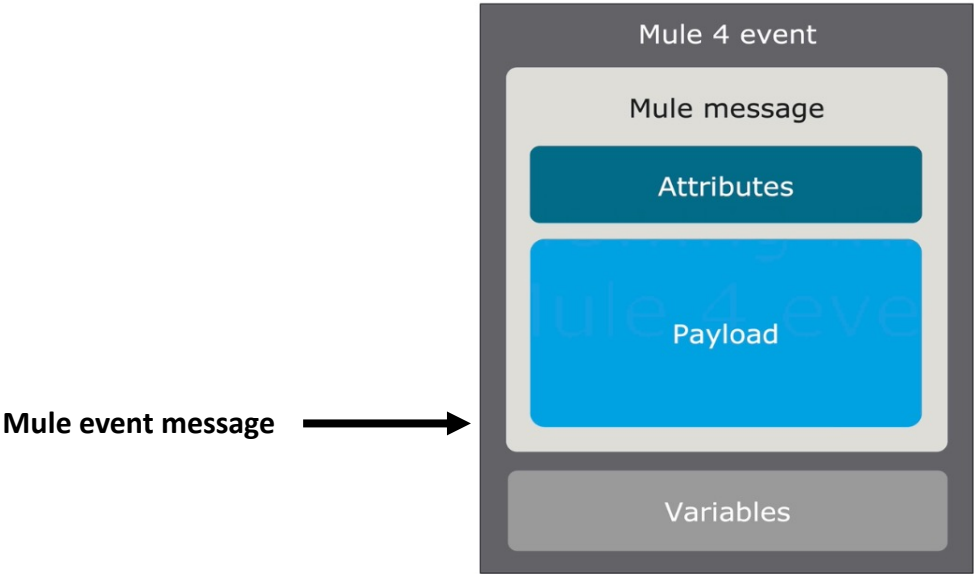 Mule 4 event
Mule message
Attributes
Payload
Mule event message
Variables